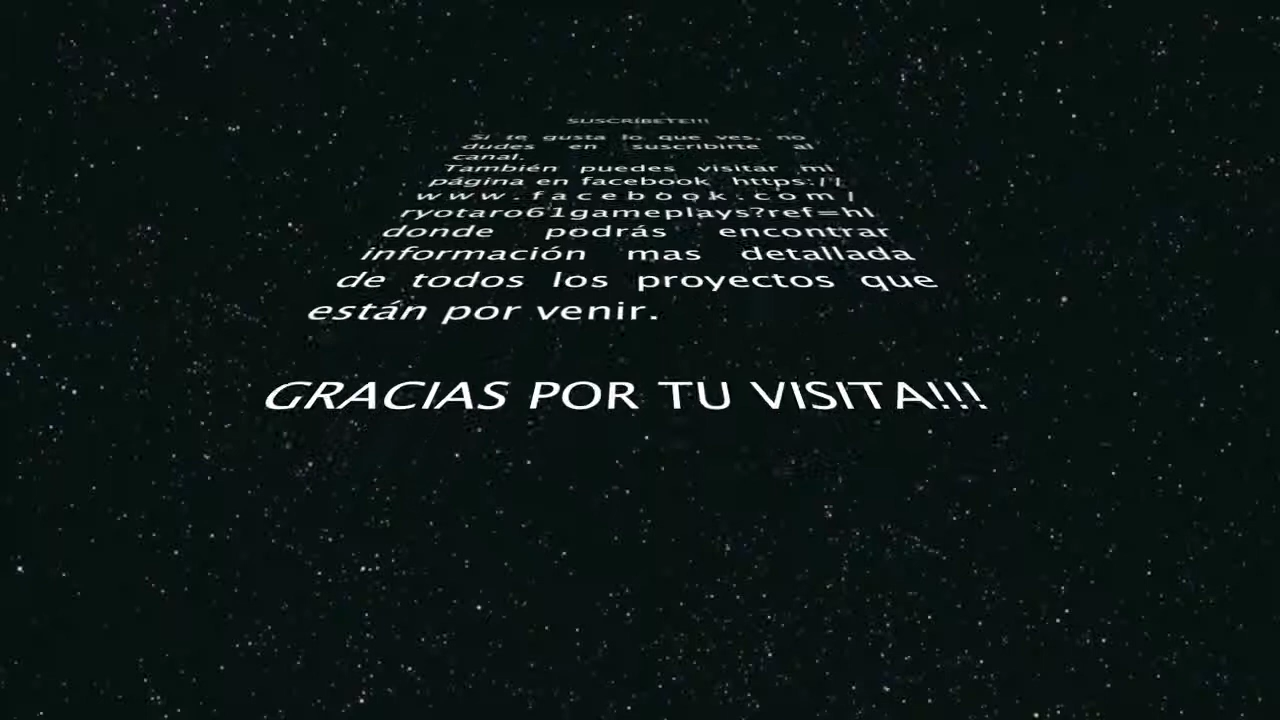 SUSCRÍBETE!!!
Si te gusta lo que ves, no
dudes en suscribirte al
canal.
También puedes visitar mi
página en facebook https://
www.facebook.com/
ryotaro61gameplays?ref=hl
donde podrás encontrar
información mas detallada
de todos los proyectos que
están por venir.
GRACIAS POR TU VISITA!!!